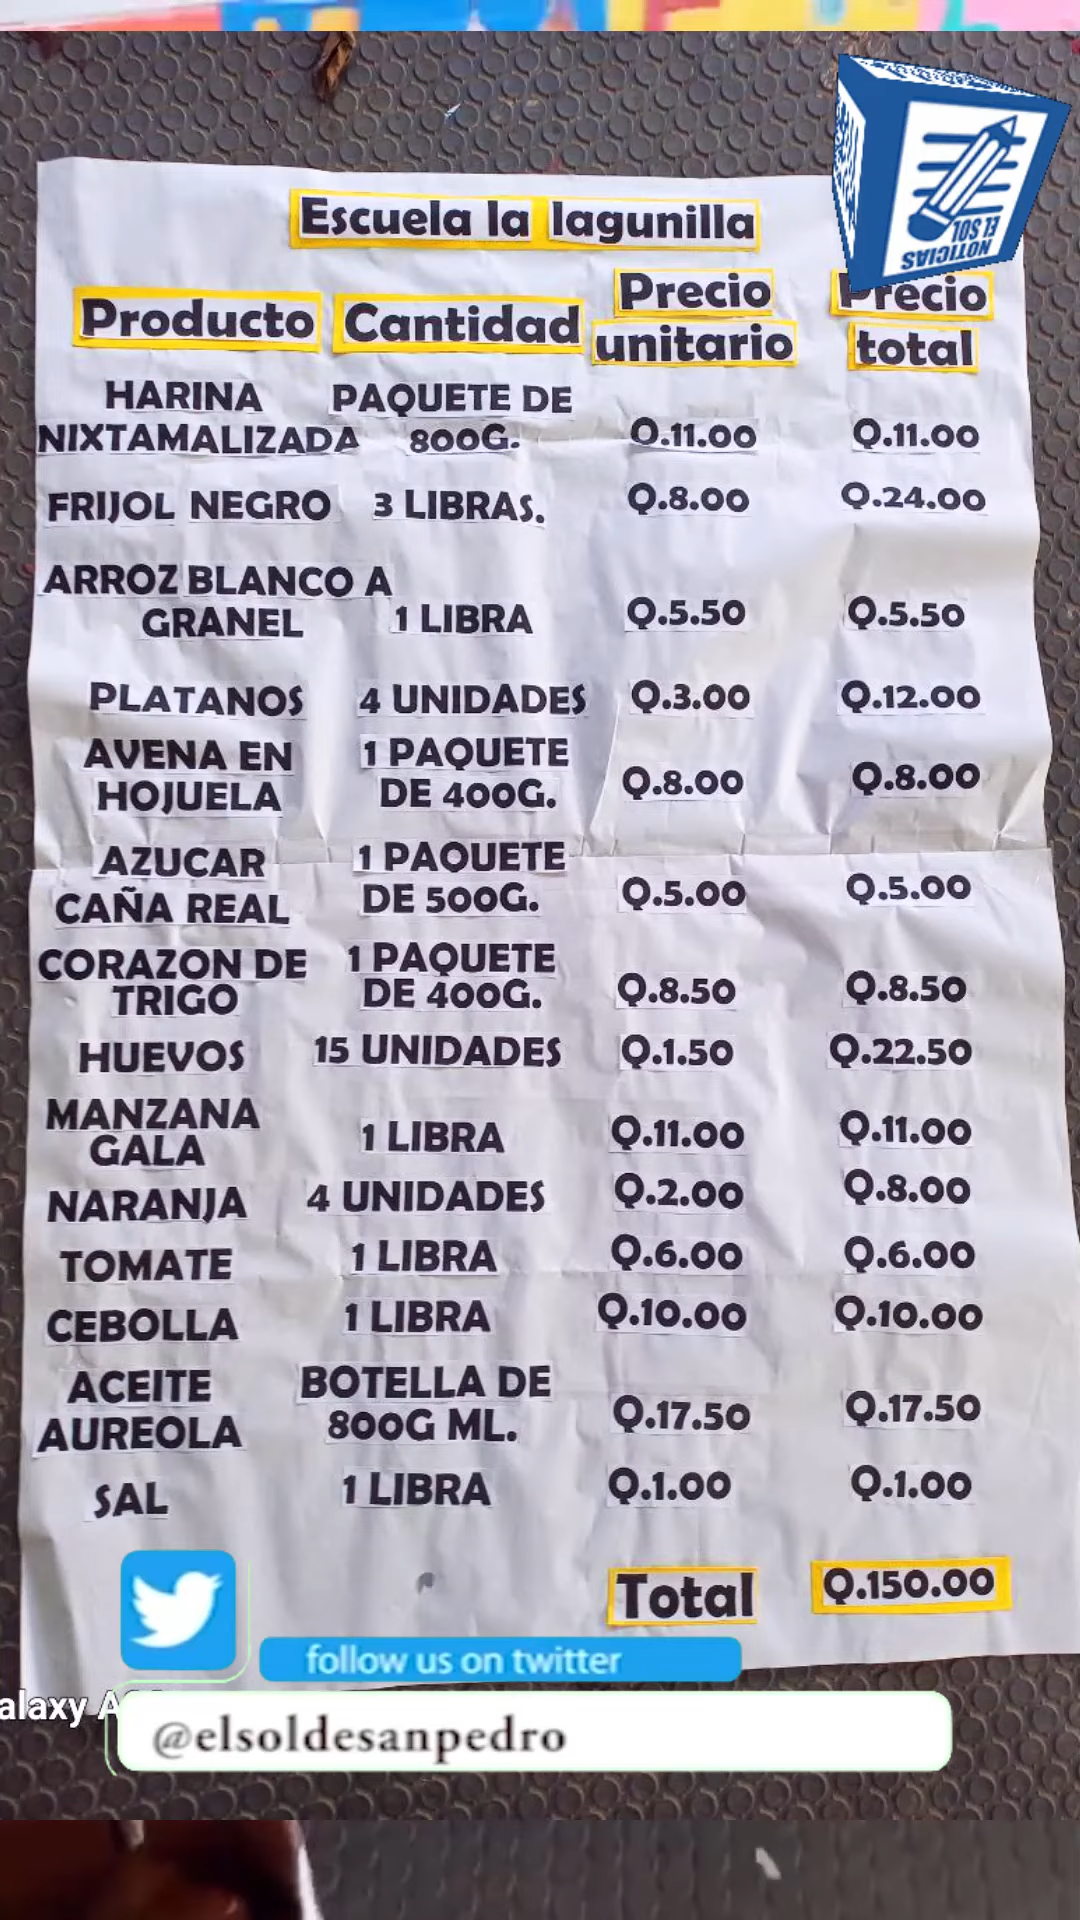 NOTICIAS
EL SOL
Escuela la lagunilla
Producto Cantidad Precio unitario Precio total
HARINA PAQUETE DE
NIXTAMALIZADA 800G. Q.11.00 Q.11.00
FRIJOL NEGRO 3 LIBRAS. Q.8.00 Q.24.00
ARROZ BLANCO A
GRANEL 1 LIBRA Q.5.50 Q.5.50
PLATANOS 4 UNIDADES Q.3.00 Q.12.00
AVENA EN 1 PAQUETE
HOJUELA DE 400G. Q.8.00 Q.8.00
AZUCAR 1 PAQUETE
CAÑA REAL DE 500G. Q.5.00 Q.5.00
CORAZON DE 1 PAQUETE
TRIGO DE 400G. Q.8.50 Q.8.50
HUEVOS 15 UNIDADES Q.1.50 Q.22.50
MANZANA
GALA 1 LIBRA Q.11.00 Q.11.00
NARANJA 4 UNIDADES Q.2.00 Q.8.00
TOMATE 1 LIBRA Q.6.00 Q.6.00
CEBOLLA 1 LIBRA Q.10.00 Q.10.00
ACEITE BOTELLA DE
AUREOLA 800G ML. Q.17.50 Q.17.50
SAL 1 LIBRA Q.1.00 Q.1.00
Total Q.150.00
follow us on twitter
@elsoldesanpedro